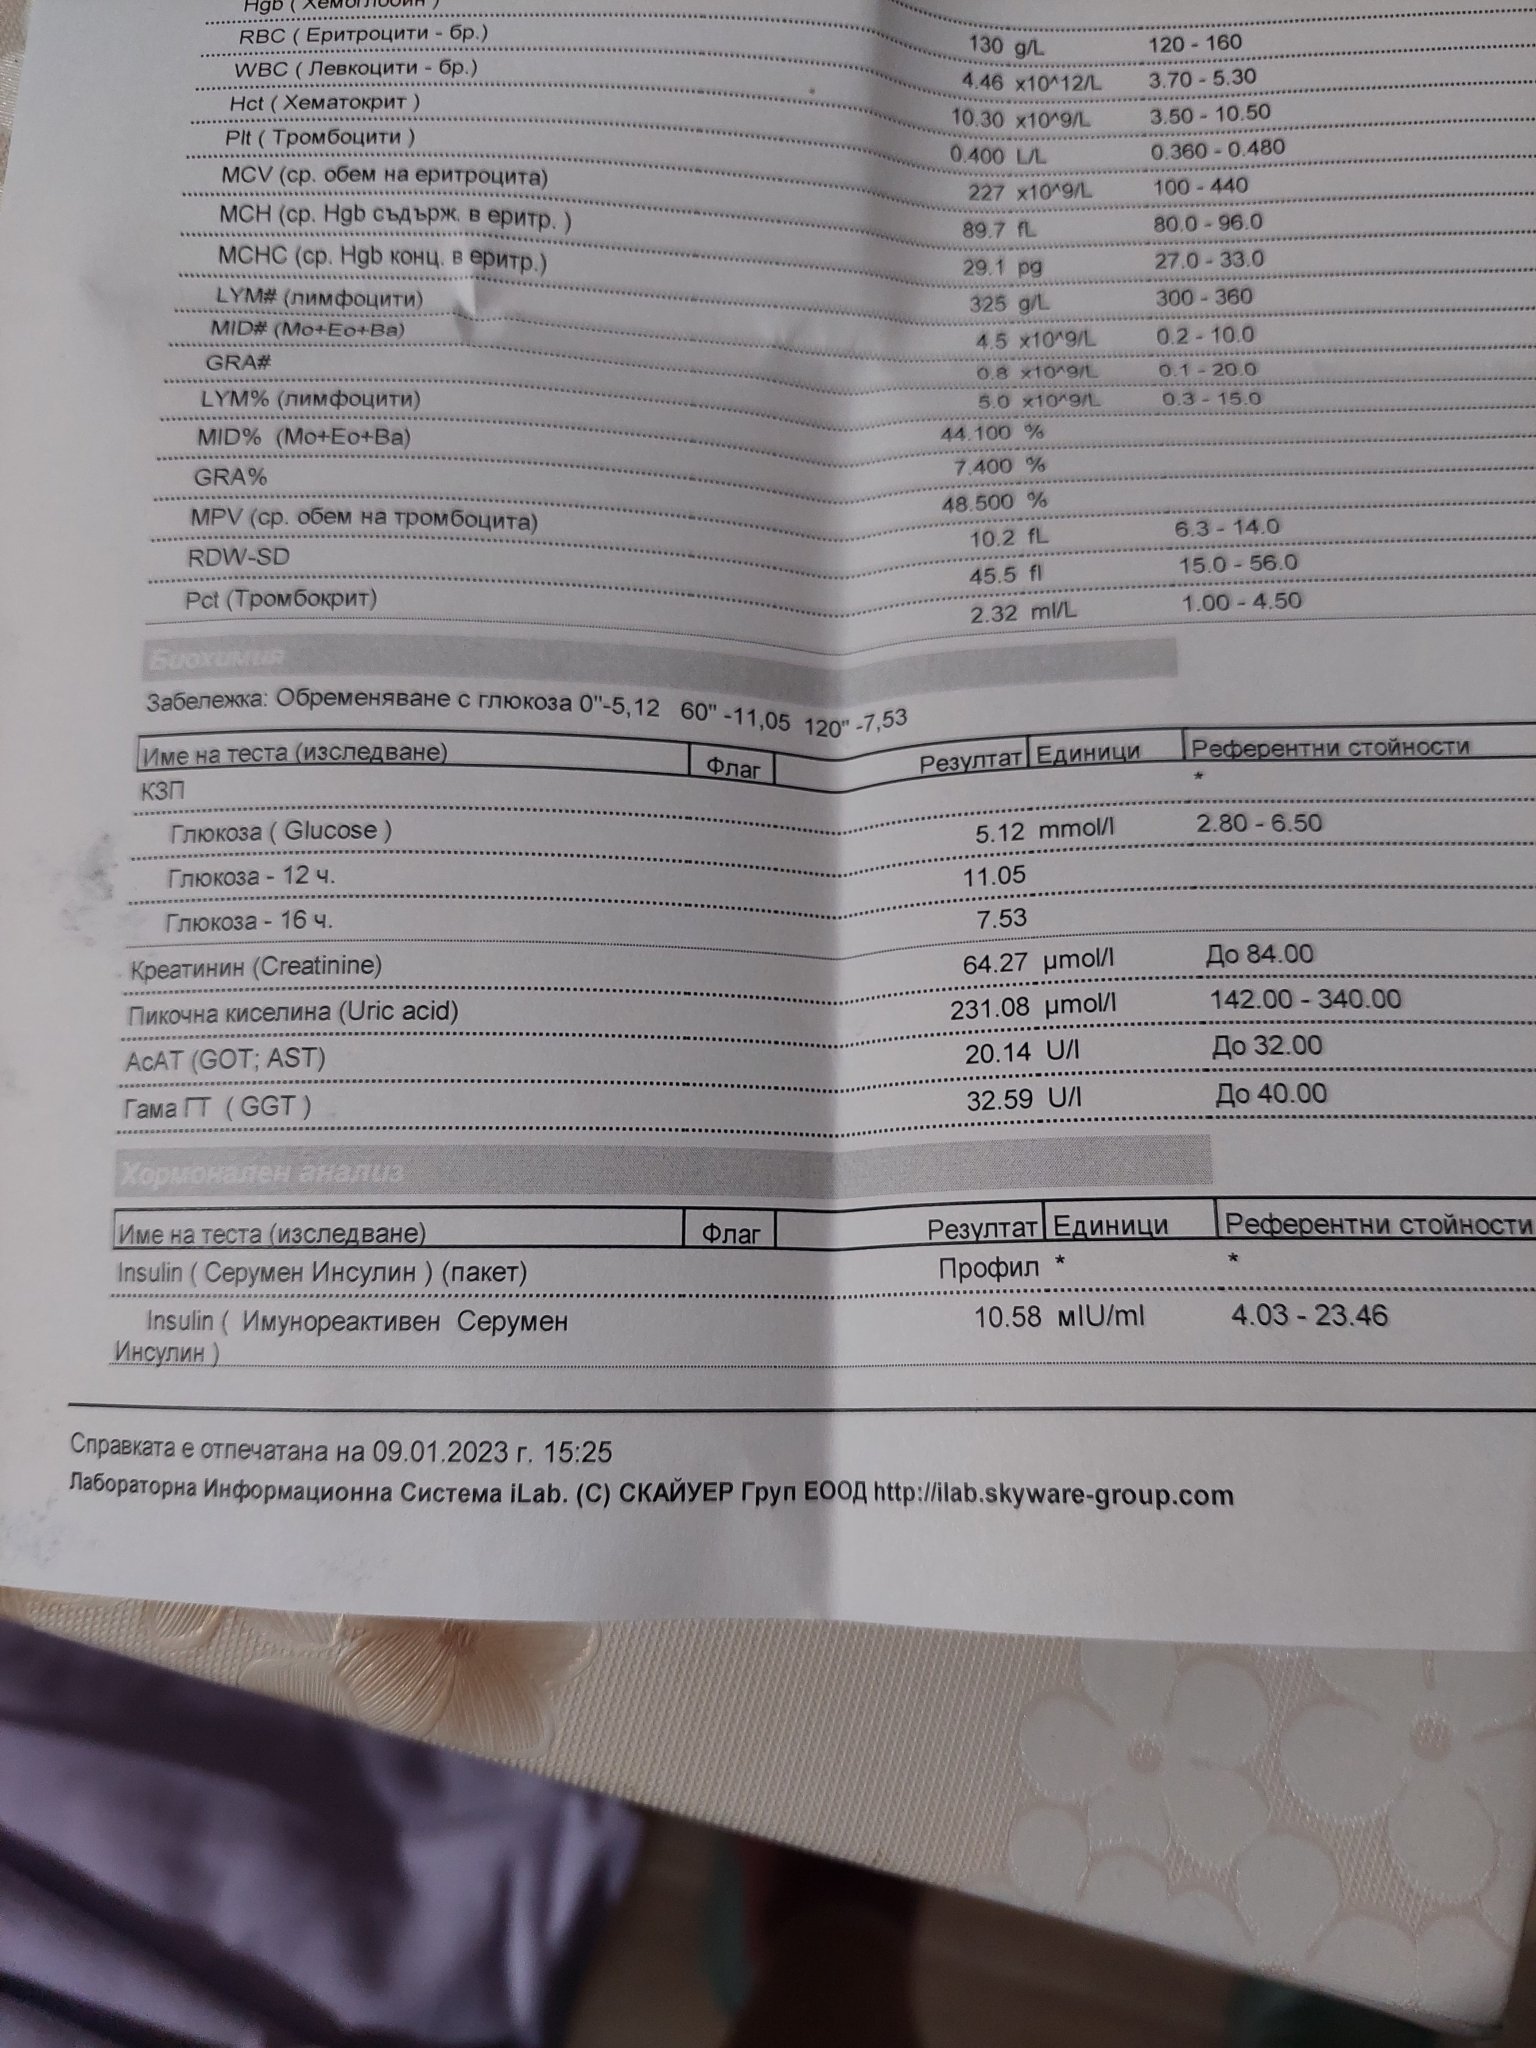 Hgb ( Хемоглобин )
RBC ( Еритроцити - бр.) 130 g/L 120 - 160
WBC ( Левкоцити - бр.) 4.46 x10^12/L 3.70 - 5.30
Hct ( Хематокрит ) 10.30 x10^9/L 3.50 - 10.50
Plt ( Тромбоцити ) 0.400 L/L 0.360 - 0.480
MCV (ср. обем на еритроцита) 227 x10^9/L 100 - 440
MCH (ср. Hgb съдърж. в еритр. ) 89.7 fL 80.0 - 96.0
MCHC (ср. Hgb конц. в еритр.) 29.1 pg 27.0 - 33.0
LYM# (лимфоцити) 325 g/L 300 - 360
MID# (Mo+Eo+Ba) 4.5 x10^9/L 0.2 - 10.0
GRA# 0.8 x10^9/L 0.1 - 20.0
LYM% (лимфоцити) 5.0 x10^9/L 0.3 - 15.0
MID% (Mo+Eo+Ba) 44.100 %
GRA% 7.400 %
48.500 %
MPV (ср. обем на тромбоцита) 10.2 fL 6.3 - 14.0
RDW-SD 45.5 fl 15.0 - 56.0
Pct (Тромбокрит) 2.32 ml/L 1.00 - 4.50
Биохимия
Забележка: Обременяване с глюкоза 0"-5,12 60" -11,05 120" -7,53
Име на теста (изследване) Флаг Резултат Единици Референтни стойности
КЗП *
Глюкоза ( Glucose ) 5.12 mmol/l 2.80 - 6.50
Глюкоза - 12 ч. 11.05
Глюкоза - 16 ч. 7.53
Креатинин (Creatinine) 64.27 µmol/l До 84.00
Пикочна киселина (Uric acid) 231.08 µmol/l 142.00 - 340.00
АсАТ (GOT; AST) 20.14 U/l До 32.00
Гама ГТ ( GGT ) 32.59 U/l До 40.00
Хормонален анализ
Име на теста (изследване) Флаг Резултат Единици Референтни стойности
Insulin ( Серумен Инсулин ) (пакет) Профил * *
Insulin ( Имунореактивен Серумен 10.58 мIU/ml 4.03 - 23.46
Инсулин )
Справката е отпечатана на 09.01.2023 г. 15:25
Лабораторна Информационна Система iLab. (C) СКАЙУЕР Груп ЕООД http://ilab.skyware-group.com